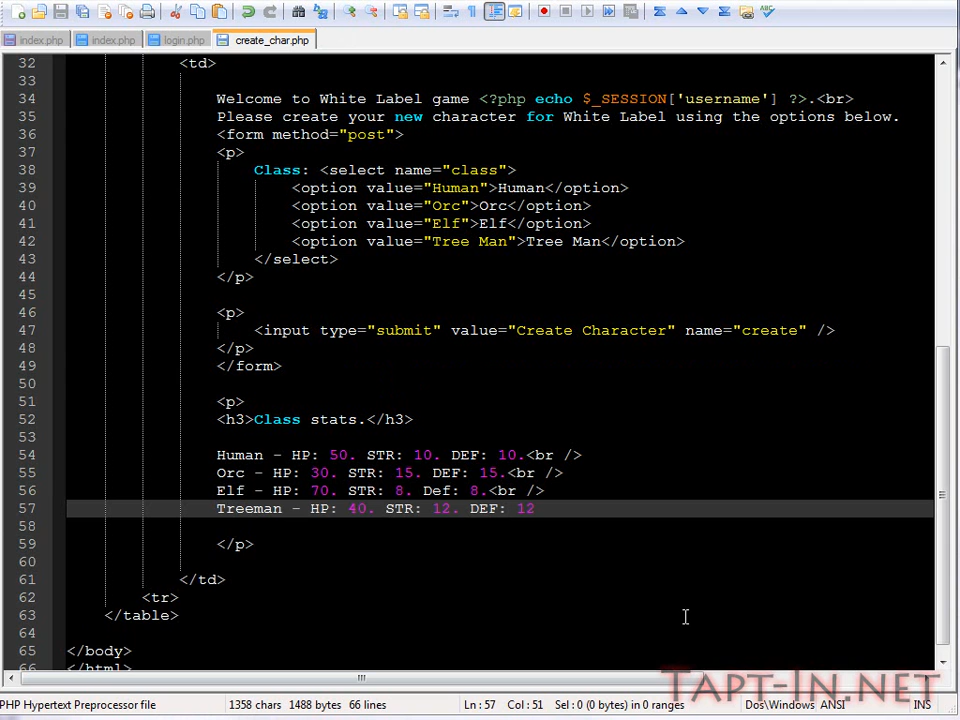 index.php index.php login.php create_char.php
32 <td>
33
34 Welcome to White Label game <?php echo $_SESSION['username'] ?>.<br>
35 Please create your new character for White Label using the options below.
36 <form method="post">
37 <p>
38 Class: <select name="class">
39 <option value="Human">Human</option>
40 <option value="Orc">Orc</option>
41 <option value="Elf">Elf</option>
42 <option value="Tree Man">Tree Man</option>
43 </select>
44 </p>
45
46 <p>
47 <input type="submit" value="Create Character" name="create" />
48 </p>
49 </form>
50
51 <p>
52 <h3>Class stats.</h3>
53
54 Human - HP: 50. STR: 10. DEF: 10.<br />
55 Orc - HP: 30. STR: 15. DEF: 15.<br />
56 Elf - HP: 70. STR: 8. Def: 8.<br />
57 Treeman - HP: 40. STR: 12. DEF: 12
58
59 </p>
60
61 </td>
62 <tr>
63 </table>
64
65 </body>
66 </html>
TAPT-IN.NET
PHP Hypertext Preprocessor file 1358 chars 1488 bytes 66 lines Ln : 57 Col : 51 Sel : 0 (0 bytes) in 0 ranges Dos\Windows ANSI INS